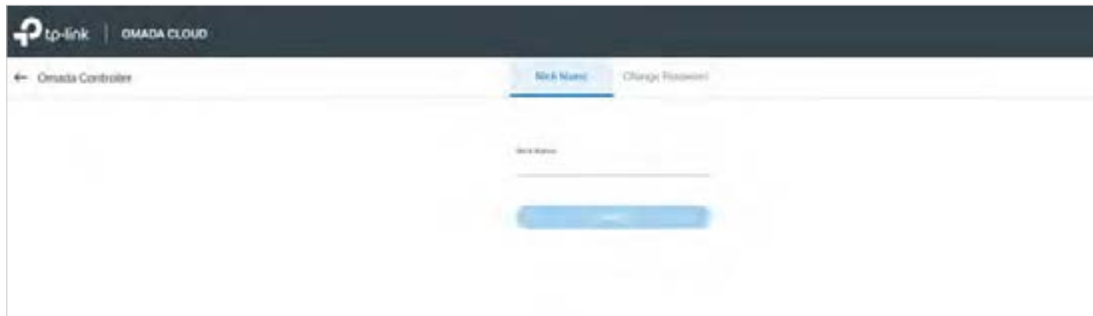 tp-link | OMADA CLOUD
← Omada Controller
Nick Name Change Password
Nick Name